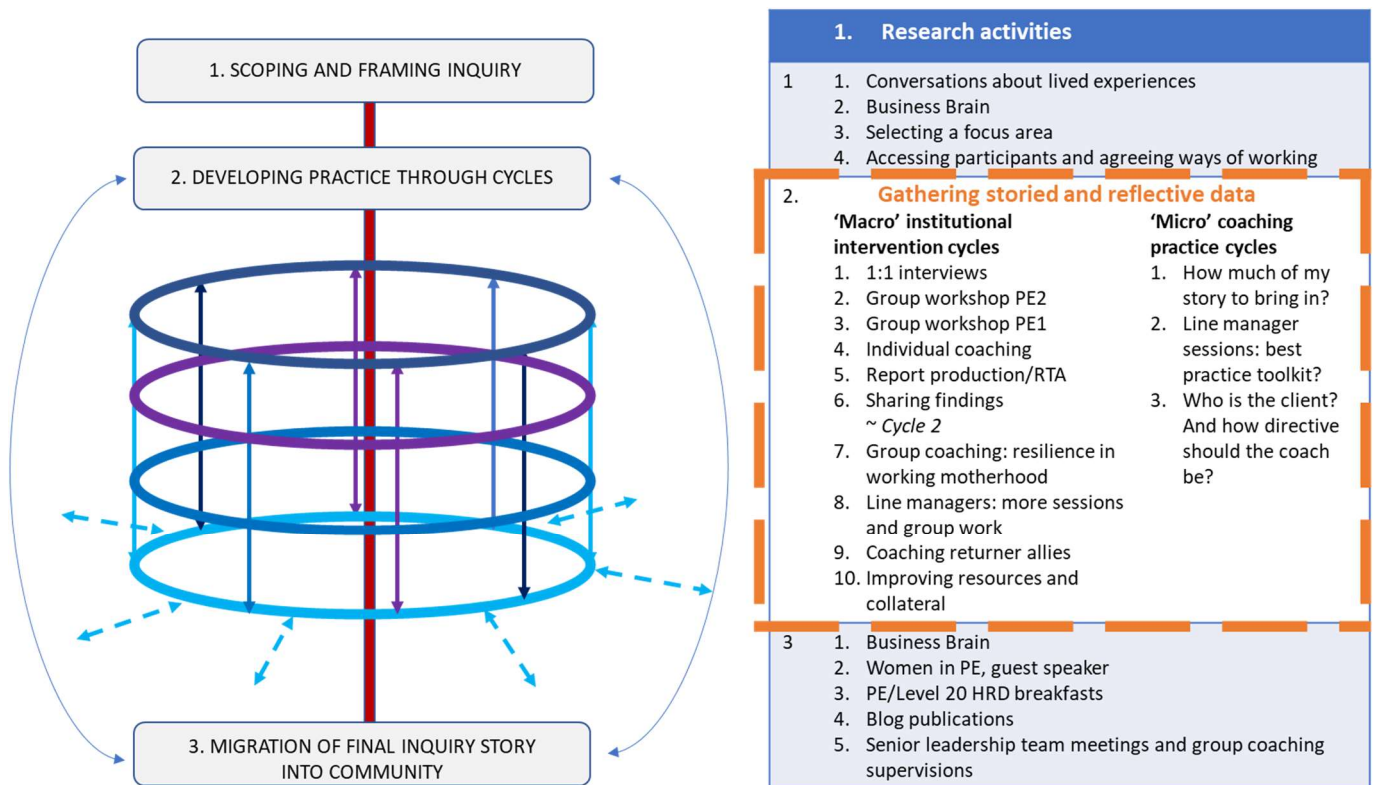 1. SCOPING AND FRAMING INQUIRY
2. DEVELOPING PRACTICE THROUGH CYCLES
3. MIGRATION OF FINAL INQUIRY STORY
INTO COMMUNITY
1. Research activities
1
1. Conversations about lived experiences
2. Business Brain
3. Selecting a focus area
4. Accessing participants and agreeing ways of working
2.
Gathering storied and reflective data
‘Macro’ institutional
intervention cycles
1. 1:1 interviews
2. Group workshop PE2
3. Group workshop PE1
4. Individual coaching
5. Report production/RTA
6. Sharing findings
~ Cycle 2
7. Group coaching: resilience in
working motherhood
8. Line managers: more sessions
and group work
9. Coaching returner allies
10. Improving resources and
collateral
‘Micro’ coaching
practice cycles
1. How much of my
story to bring in?
2. Line manager
sessions: best
practice toolkit?
3. Who is the client?
And how directive
should the coach
be?
3
1. Business Brain
2. Women in PE, guest speaker
3. PE/Level 20 HRD breakfasts
4. Blog publications
5. Senior leadership team meetings and group coaching
supervisions